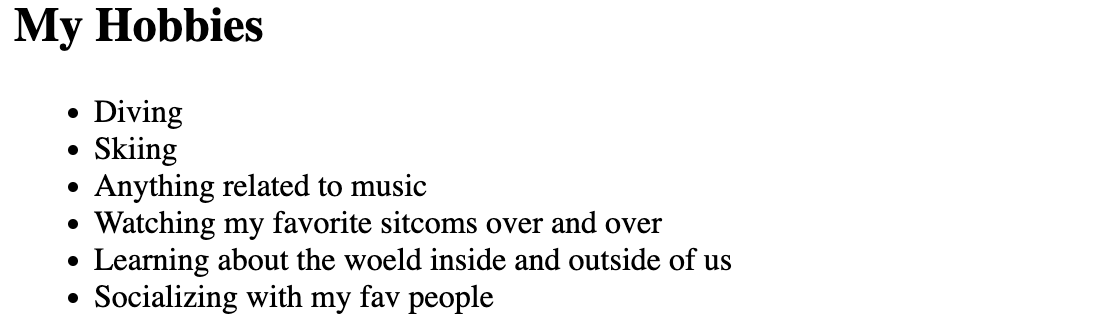 My Hobbies
• Diving
• Skiing
• Anything related to music
• Watching my favorite sitcoms over and over
• Learning about the woeld inside and outside of us
• Socializing with my fav people